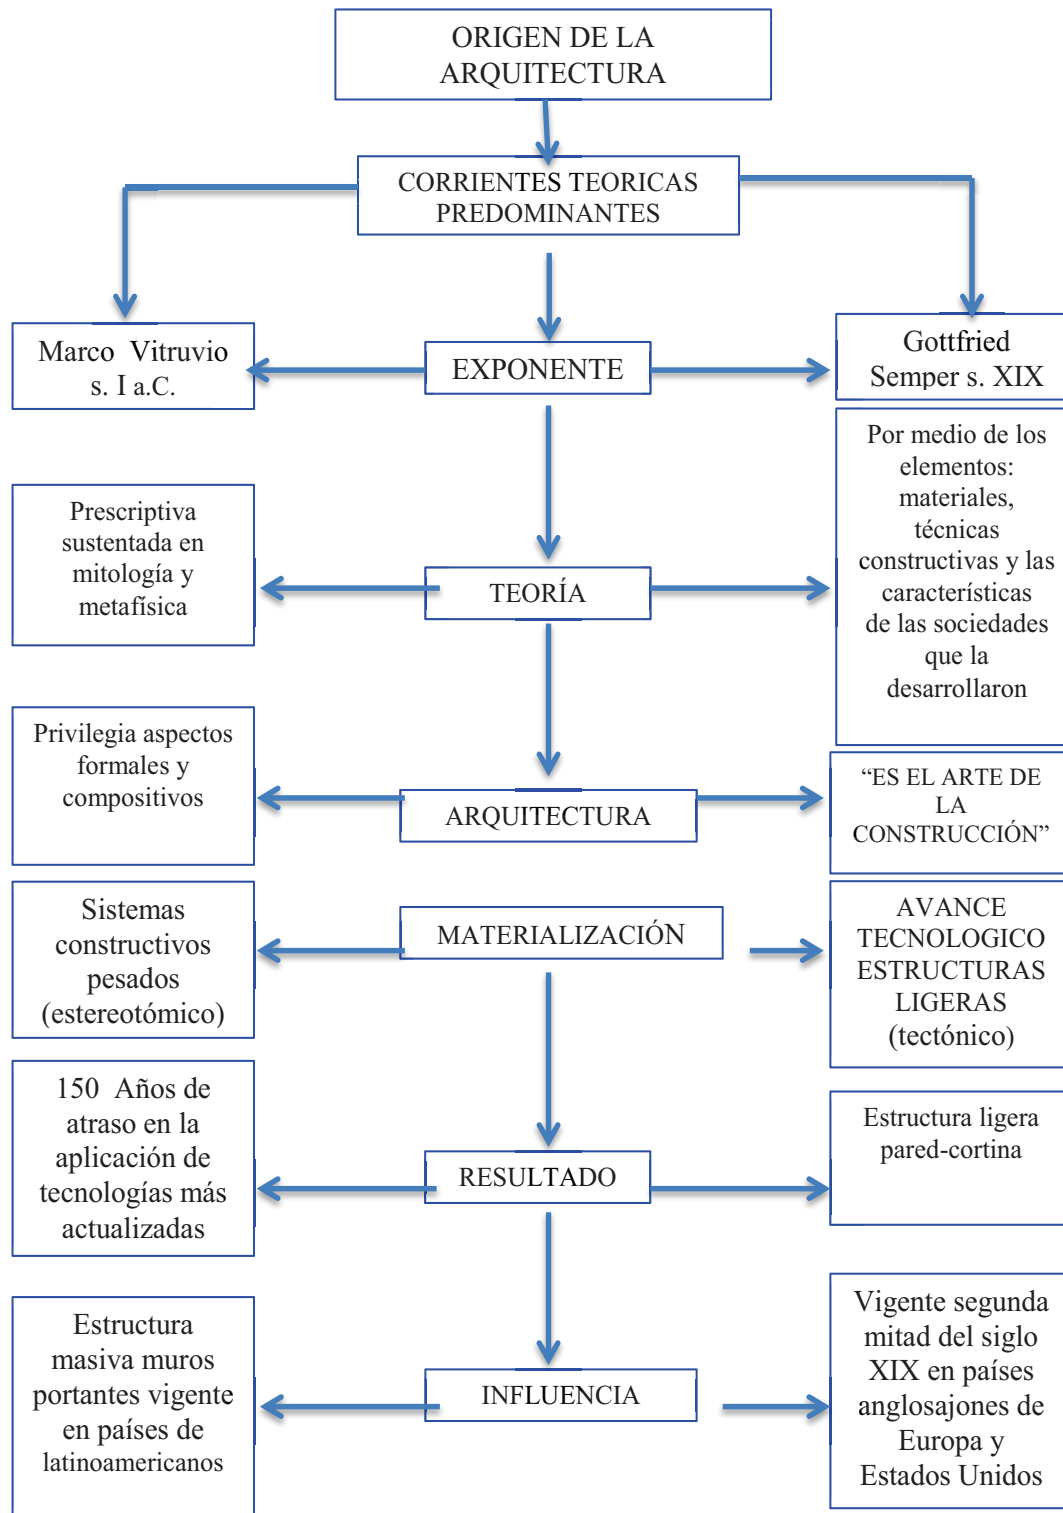 ORIGEN DE LA
ARQUITECTURA
CORRIENTES TEORICAS
PREDOMINANTES
Marco Vitruvio
s. I a.C.
EXPONENTE
Gottfried
Semper s. XIX
Prescriptiva
sustentada en
mitología y
metafísica
TEORÍA
Por medio de los
elementos:
materiales,
técnicas
constructivas y las
características
de las sociedades
que la
desarrollaron
Privilegia aspectos
formales y
compositivos
ARQUITECTURA
“ES EL ARTE DE
LA
CONSTRUCCIÓN”
Sistemas
constructivos
pesados
(estereotómico)
MATERIALIZACIÓN
AVANCE
TECNOLOGICO
ESTRUCTURAS
LIGERAS
(tectónico)
150 Años de
atraso en la
aplicación de
tecnologías más
actualizadas
RESULTADO
Estructura ligera
pared-cortina
Estructura
masiva muros
portantes vigente
en países de
latinoamericanos
INFLUENCIA
Vigente segunda
mitad del siglo
XIX en países
anglosajones de
Europa y
Estados Unidos